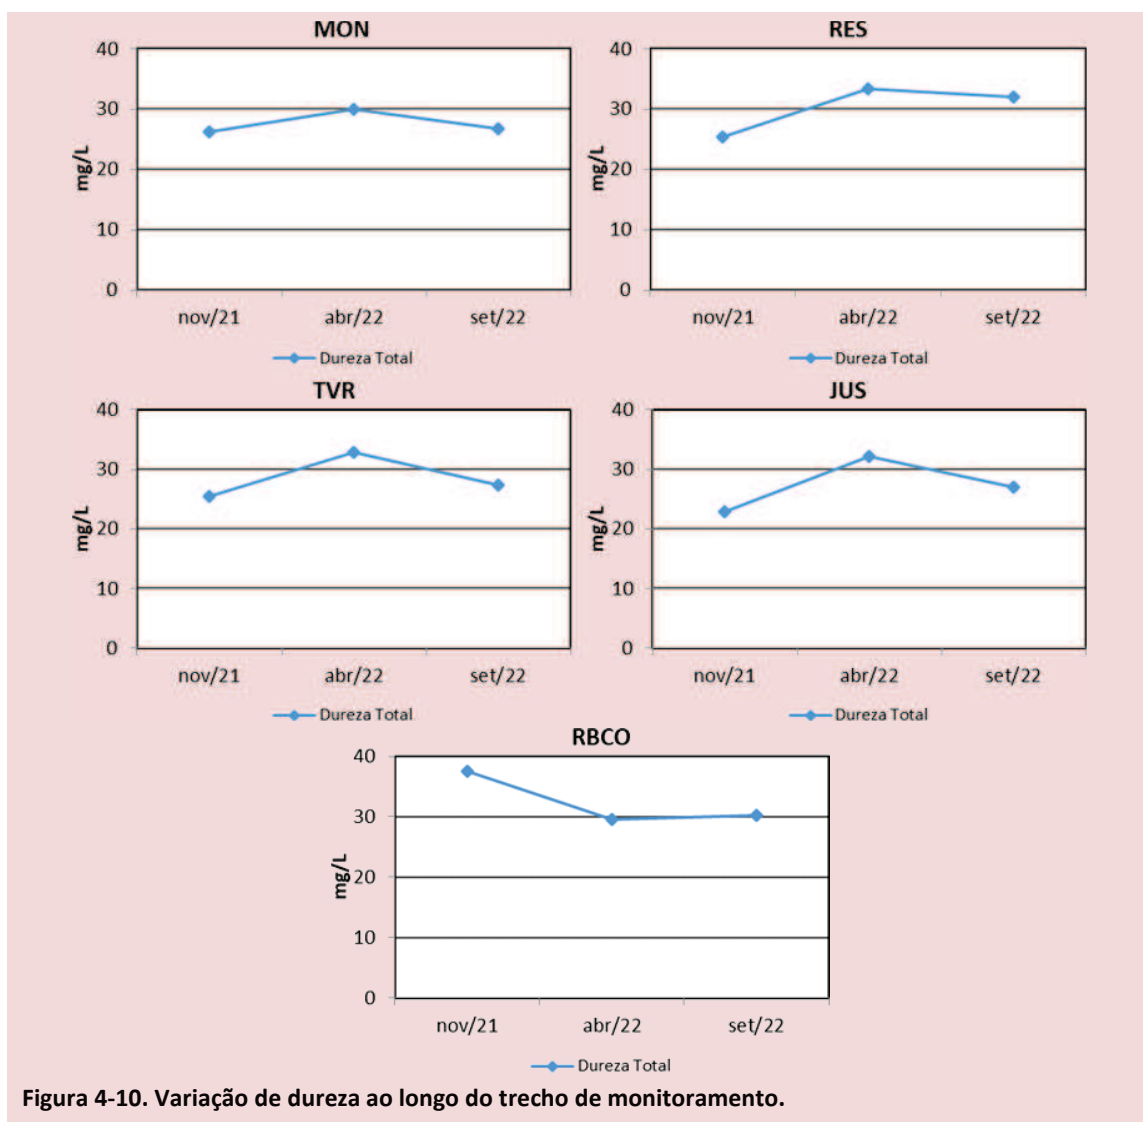 MON
40
30
20
10
0
mg/L
nov/21 abr/22 set/22
Dureza Total
RES
40
30
20
10
0
mg/L
nov/21 abr/22 set/22
Dureza Total
TVR
40
30
20
10
0
mg/L
nov/21 abr/22 set/22
Dureza Total
JUS
40
30
20
10
0
mg/L
nov/21 abr/22 set/22
Dureza Total
RBCO
40
30
20
10
0
mg/L
nov/21 abr/22 set/22
Dureza Total
Figura 4-10. Variação de dureza ao longo do trecho de monitoramento.